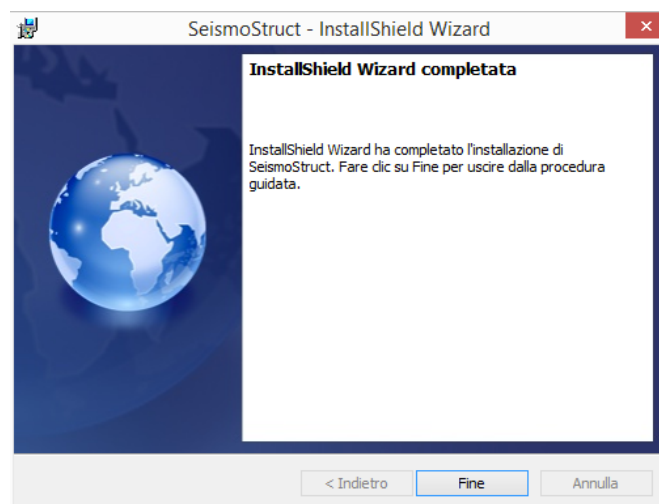 SeismoStruct - InstallShield Wizard
InstallShield Wizard completata
InstallShield Wizard ha completato l'installazione di
SeismoStruct. Fare clic su Fine per uscire dalla procedura
guidata.
< Indietro
Fine
Annulla